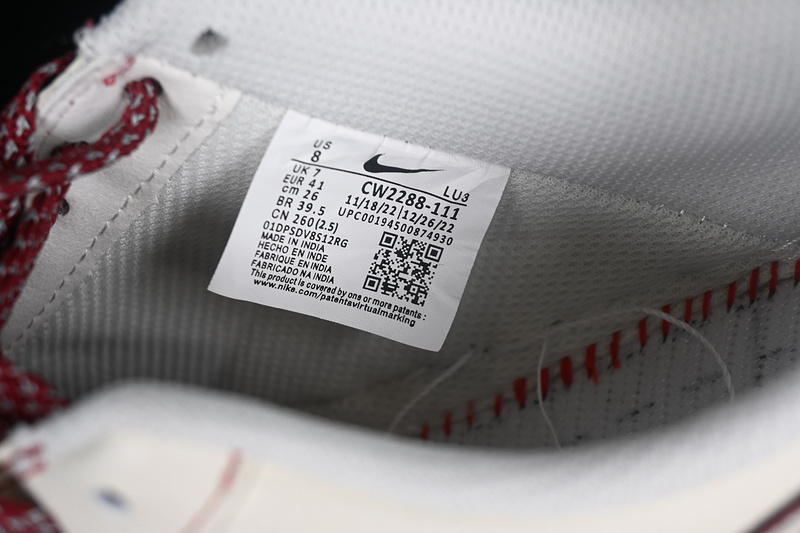 US
8
UK 7
EUR 41
cm 26
BR 39.5
CN 260(2.5)
01DPSDV8S12RG
MADE IN INDIA
HECHO EN INDE
FABRIQUE EN INDIA
FABRICADO NA INDIA
LU3
CW2288-111
11/18/22 12/26/22
UPC00194500874930
This product is covered by one or more patents :
www.nike.com/patentsvirtualmarking